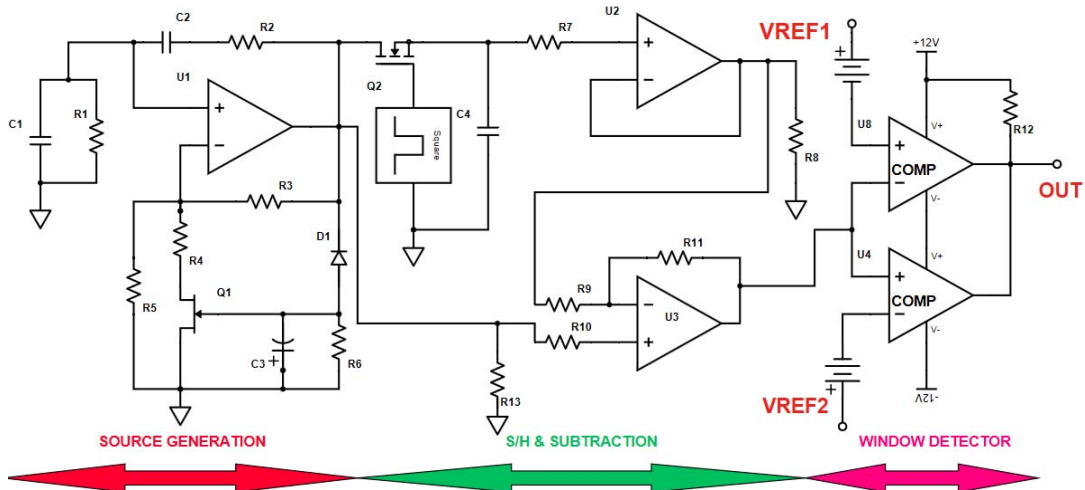 C2
R2
U1
C1
R1
R3
R4
R5
Q1
D1
C3
+
R6
+
−
Q2
Square
C4
R7
U2
+
−
R8
R9
R10
R11
U3
−
+
R13
VREF1
+
+12V
R12
U8
V+
+
COMP
−
V-
OUT
U4
V+
+
COMP
−
V-
VREF2
+
-12V
SOURCE GENERATION
S/H & SUBTRACTION
WINDOW DETECTOR